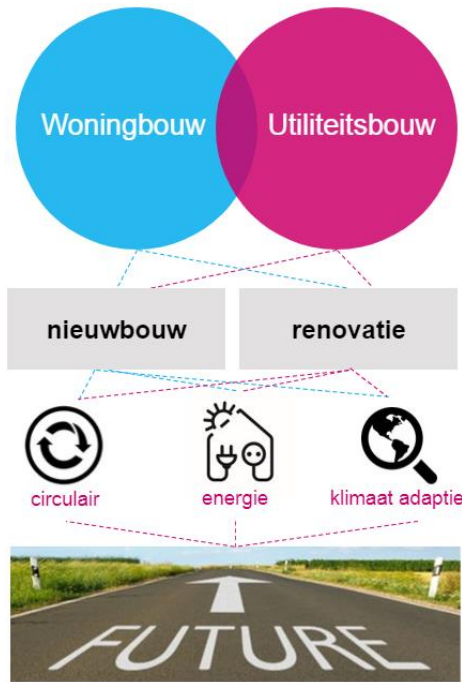 Woningbouw Utiliteitsbouw
nieuwbouw renovatie
circulair energie klimaat adaptie
FUTURE